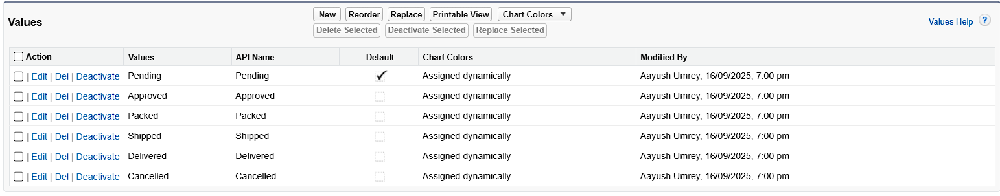 Values New Reorder Replace Printable View Chart Colors Values Help ?
Delete Selected Deactivate Selected Replace Selected
Action Values API Name Default Chart Colors Modified By
| Edit | Del | Deactivate Pending Pending Assigned dynamically Aayush Umrey, 16/09/2025, 7:00 pm
| Edit | Del | Deactivate Approved Approved Assigned dynamically Aayush Umrey, 16/09/2025, 7:00 pm
| Edit | Del | Deactivate Packed Packed Assigned dynamically Aayush Umrey, 16/09/2025, 7:00 pm
| Edit | Del | Deactivate Shipped Shipped Assigned dynamically Aayush Umrey, 16/09/2025, 7:00 pm
| Edit | Del | Deactivate Delivered Delivered Assigned dynamically Aayush Umrey, 16/09/2025, 7:00 pm
| Edit | Del | Deactivate Cancelled Cancelled Assigned dynamically Aayush Umrey, 16/09/2025, 7:00 pm